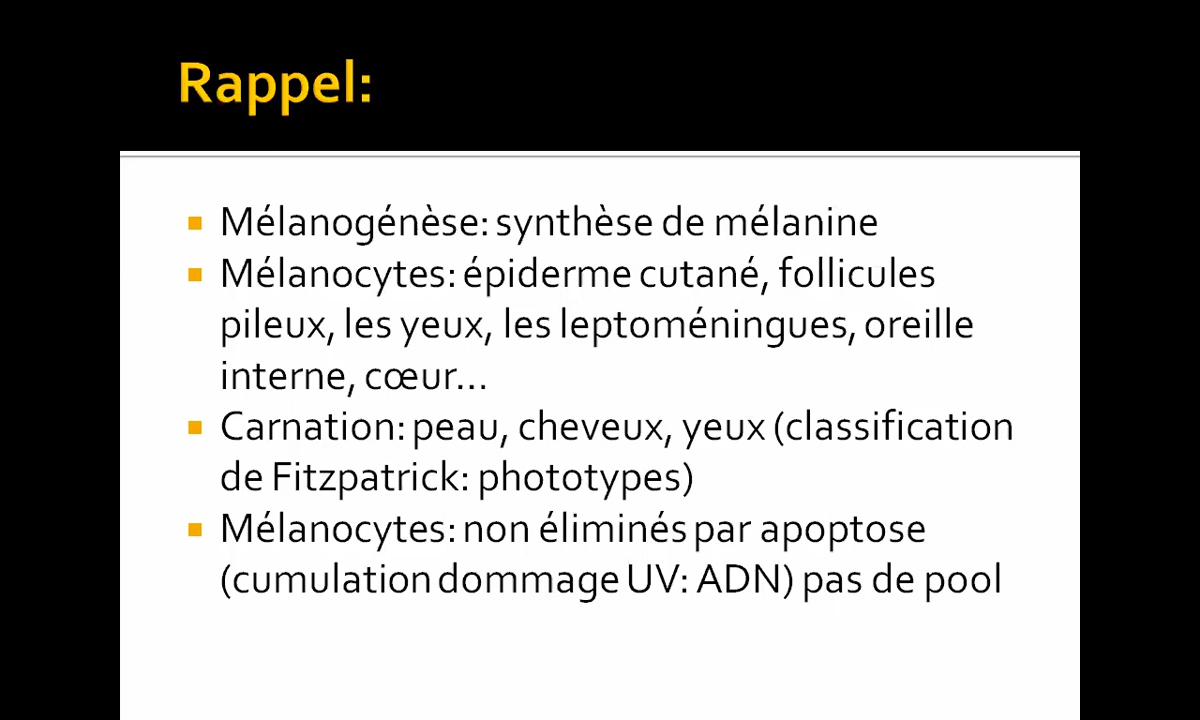 Rappel:
Mélanogénèse: synthèse de mélanine
Mélanocytes: épiderme cutané, follicules
pileux, les yeux, les leptoméningues, oreille
interne, cœur...
Carnation: peau, cheveux, yeux (classification
de Fitzpatrick: phototypes)
Mélanocytes: non éliminés par apoptose
(cumulation dommage UV: ADN) pas de pool